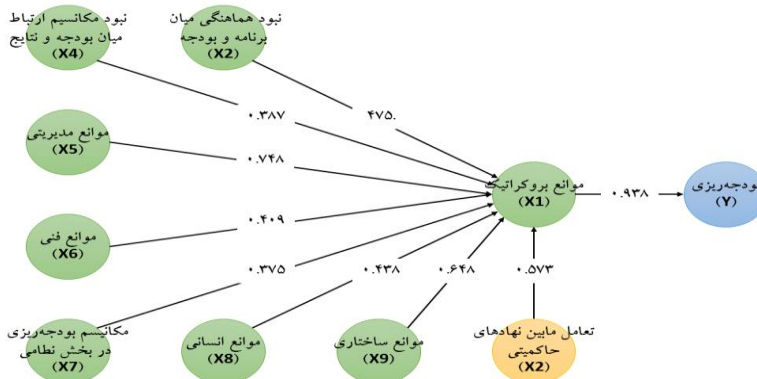 نبود مکانسیم ارتباط
میان بودجه و نتایج
(X4)
نبود هماهنگی میان
برنامه و بودجه
(X2)
۰.۳۸۷
۴۷۵.
موانع مدیریتی
(X5)
۰.۷۴۸
موانع بروکراتیک
(X1)
۰.۹۳۸
بودجه‌ریزی
(Y)
موانع فنی
(X6)
۰.۴۰۹
۰.۳۷۵
۰.۴۳۸
۰.۶۴۸
۰.۵۷۳
مکانیسم بودجه‌ریزی
در بخش نظامی
(X7)
موانع انسانی
(X8)
موانع ساختاری
(X9)
تعامل مابین نهادهای
حاکمیتی
(X2)